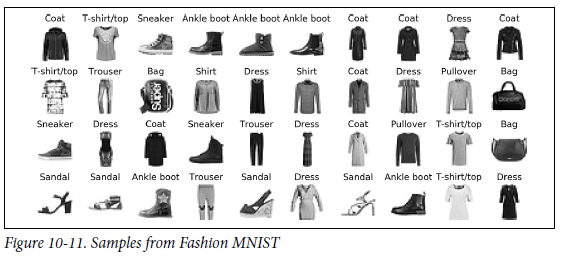 Coat T-shirt/top Sneaker Ankle boot Ankle boot Ankle boot Coat Coat Dress Coat
T-shirt/top Trouser Bag Shirt Dress Shirt Coat Dress Pullover Bag
Super
Sneaker Dress Coat Sneaker Trouser Dress Coat Pullover T-shirt/top Bag
Sandal Sandal Ankle boot Trouser Sandal Dress Sandal Ankle boot T-shirt/top Dress
Figure 10-11. Samples from Fashion MNIST